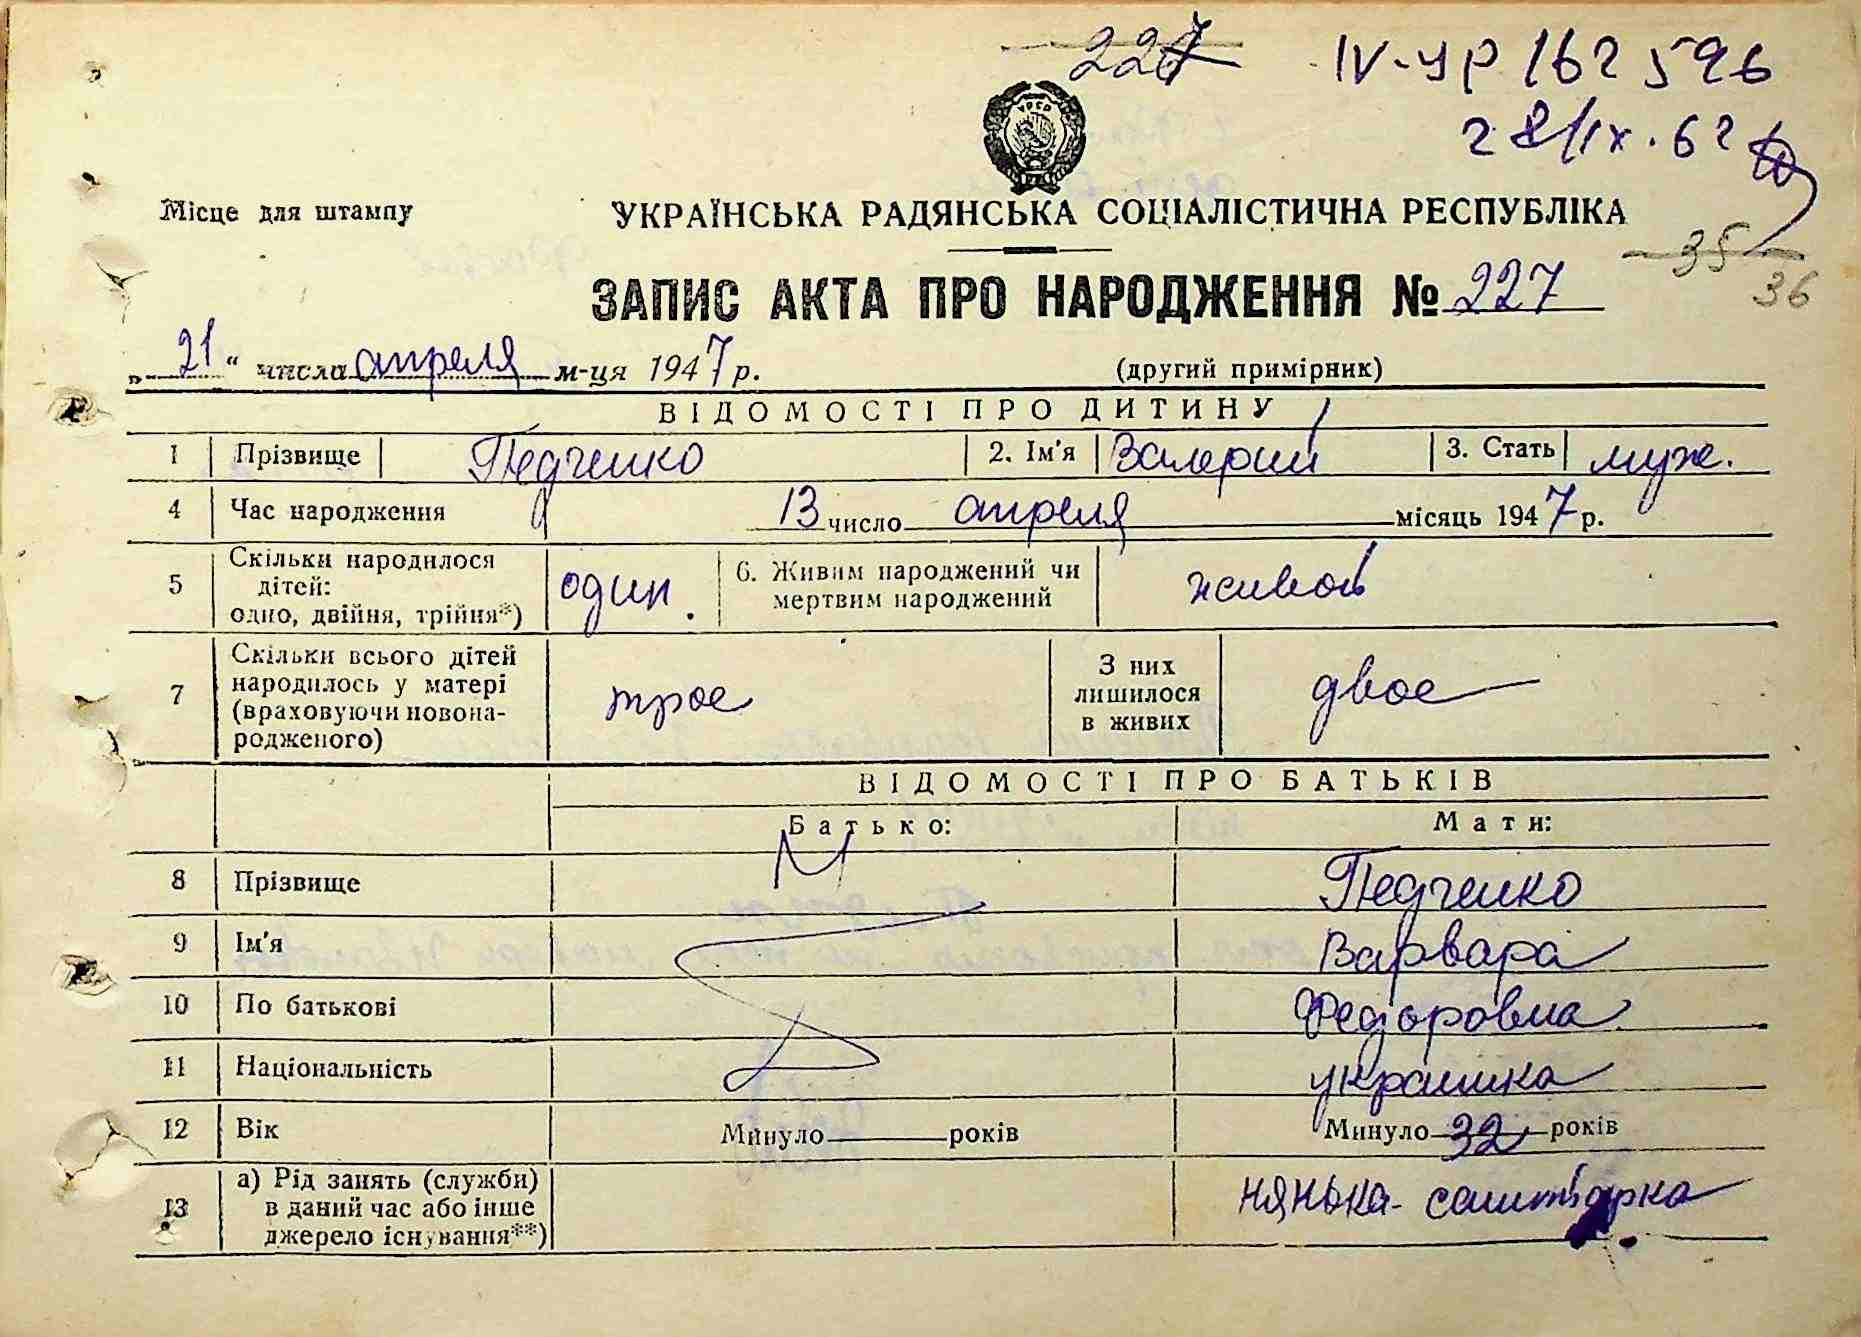 227
IV-УР 162596
28/IX.62
Місце для штампу
УКРАЇНСЬКА РАДЯНСЬКА СОЦІАЛІСТИЧНА РЕСПУБЛІКА
35
36
ЗАПИС АКТА ПРО НАРОДЖЕННЯ № 227
„21“ числа апреля м-ця 1947 р. (другий примірник)
ВІДОМОСТІ ПРО ДИТИНУ
1 Прізвище Педченко 2. Ім'я Валерий 3. Стать муж.
4 Час народження 13 число апреля місяць 1947 р.
5 Скільки народилося дітей: одно, двійня, трійня*) один. 6. Живим народжений чи мертвим народжений живой
7 Скільки всього дітей народилось у матері (враховуючи новонародженого) трое З них лишилося в живих двое
ВІДОМОСТІ ПРО БАТЬКІВ
Батько: Мати:
8 Прізвище Педченко
9 Ім'я Варвара
10 По батькові Федоровна
11 Національність украинка
12 Вік Минуло років Минуло 32 років
13 а) Рід занять (служби) в даний час або інше джерело існування**) нянька-санитарка